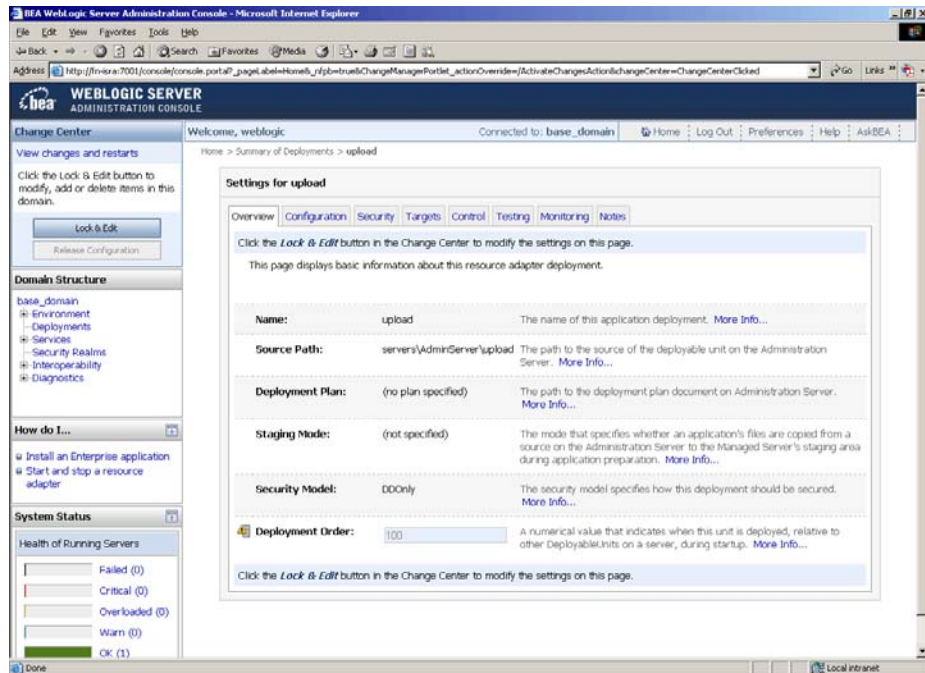 BEA WebLogic Server Administration Console - Microsoft Internet Explorer
File Edit View Favorites Tools Help
Back Search Favorites Media
Address http://fn-isra:7001/console/console.portal?_pageLabel=Home&_nfpb=true&ChangeManagerPortlet_actionOverride=/ActivateChangesAction&changeCenter=ChangeCenterClicked Go Links
bea WEBLOGIC SERVER
ADMINISTRATION CONSOLE
Change Center
View changes and restarts
Click the Lock & Edit button to
modify, add or delete items in this
domain.
Lock & Edit
Release Configuration
Domain Structure
base_domain
Environment
Deployments
Services
Security Realms
Interoperability
Diagnostics
How do I...
Install an Enterprise application
Start and stop a resource
adapter
System Status
Health of Running Servers
Failed (0)
Critical (0)
Overloaded (0)
Warn (0)
OK (1)
Welcome, weblogic Connected to: base_domain Home Log Out Preferences Help AskBEA
Home > Summary of Deployments > upload
Settings for upload
Overview Configuration Security Targets Control Testing Monitoring Notes
Click the Lock & Edit button in the Change Center to modify the settings on this page.
This page displays basic information about this resource adapter deployment.
Name: upload The name of this application deployment. More Info...
Source Path: servers\AdminServer\upload The path to the source of the deployable unit on the Administration
Server. More Info...
Deployment Plan: (no plan specified) The path to the deployment plan document on Administration Server.
More Info...
Staging Mode: (not specified) The mode that specifies whether an application's files are copied from a
source on the Administration Server to the Managed Server's staging area
during application preparation. More Info...
Security Model: DDOnly The security model specifies how this deployment should be secured.
More Info...
Deployment Order: 100 A numerical value that indicates when this unit is deployed, relative to
other DeployableUnits on a server, during startup. More Info...
Click the Lock & Edit button in the Change Center to modify the settings on this page.
Done Local intranet